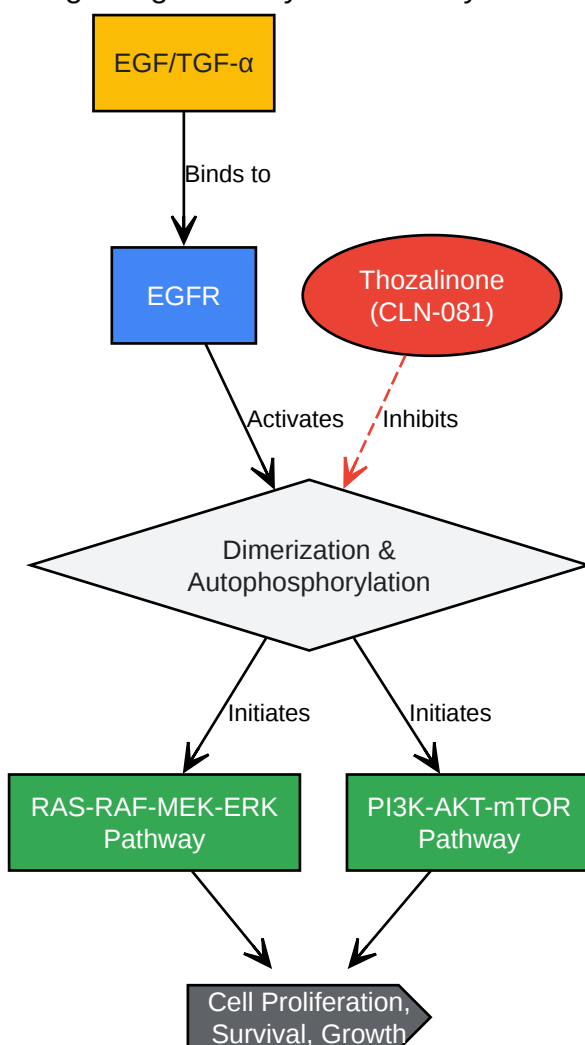 EGF/TGF-α
Binds to
EGFR
Thozalinone
(CLN-081)
Activates
Inhibits
Dimerization &
Autophosphorylation
Initiates
Initiates
RAS-RAF-MEK-ERK
Pathway
PI3K-AKT-mTOR
Pathway
Cell Proliferation,
Survival, Growth